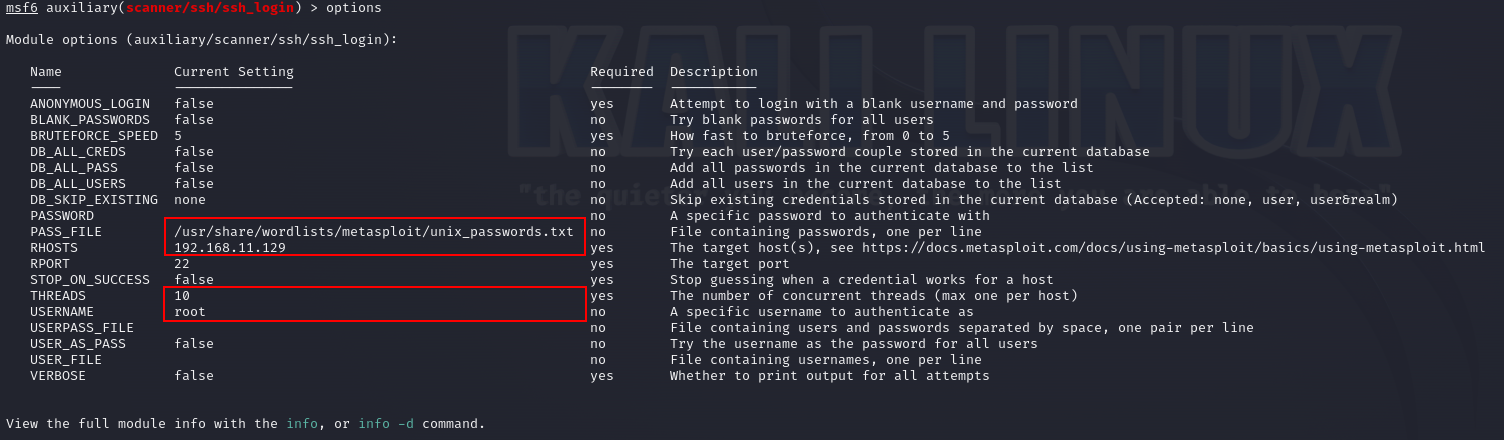 msf6 auxiliary(scanner/ssh/ssh_login) > options
Module options (auxiliary/scanner/ssh/ssh_login):
Name Current Setting Required Description
---- --------------- -------- -----------
ANONYMOUS_LOGIN false yes Attempt to login with a blank username and password
BLANK_PASSWORDS false no Try blank passwords for all users
BRUTEFORCE_SPEED 5 yes How fast to bruteforce, from 0 to 5
DB_ALL_CREDS false no Try each user/password couple stored in the current database
DB_ALL_PASS false no Add all passwords in the current database to the list
DB_ALL_USERS false no Add all users in the current database to the list
DB_SKIP_EXISTING none no Skip existing credentials stored in the current database (Accepted: none, user, user&realm)
PASSWORD no A specific password to authenticate with
PASS_FILE /usr/share/wordlists/metasploit/unix_passwords.txt no File containing passwords, one per line
RHOSTS 192.168.11.129 yes The target host(s), see https://docs.metasploit.com/docs/using-metasploit/basics/using-metasploit.html
RPORT 22 yes The target port
STOP_ON_SUCCESS false yes Stop guessing when a credential works for a host
THREADS 10 yes The number of concurrent threads (max one per host)
USERNAME root no A specific username to authenticate as
USERPASS_FILE no File containing users and passwords separated by space, one pair per line
USER_AS_PASS false no Try the username as the password for all users
USER_FILE no File containing usernames, one per line
VERBOSE false yes Whether to print output for all attempts
View the full module info with the info, or info -d command.
KALI LINUX